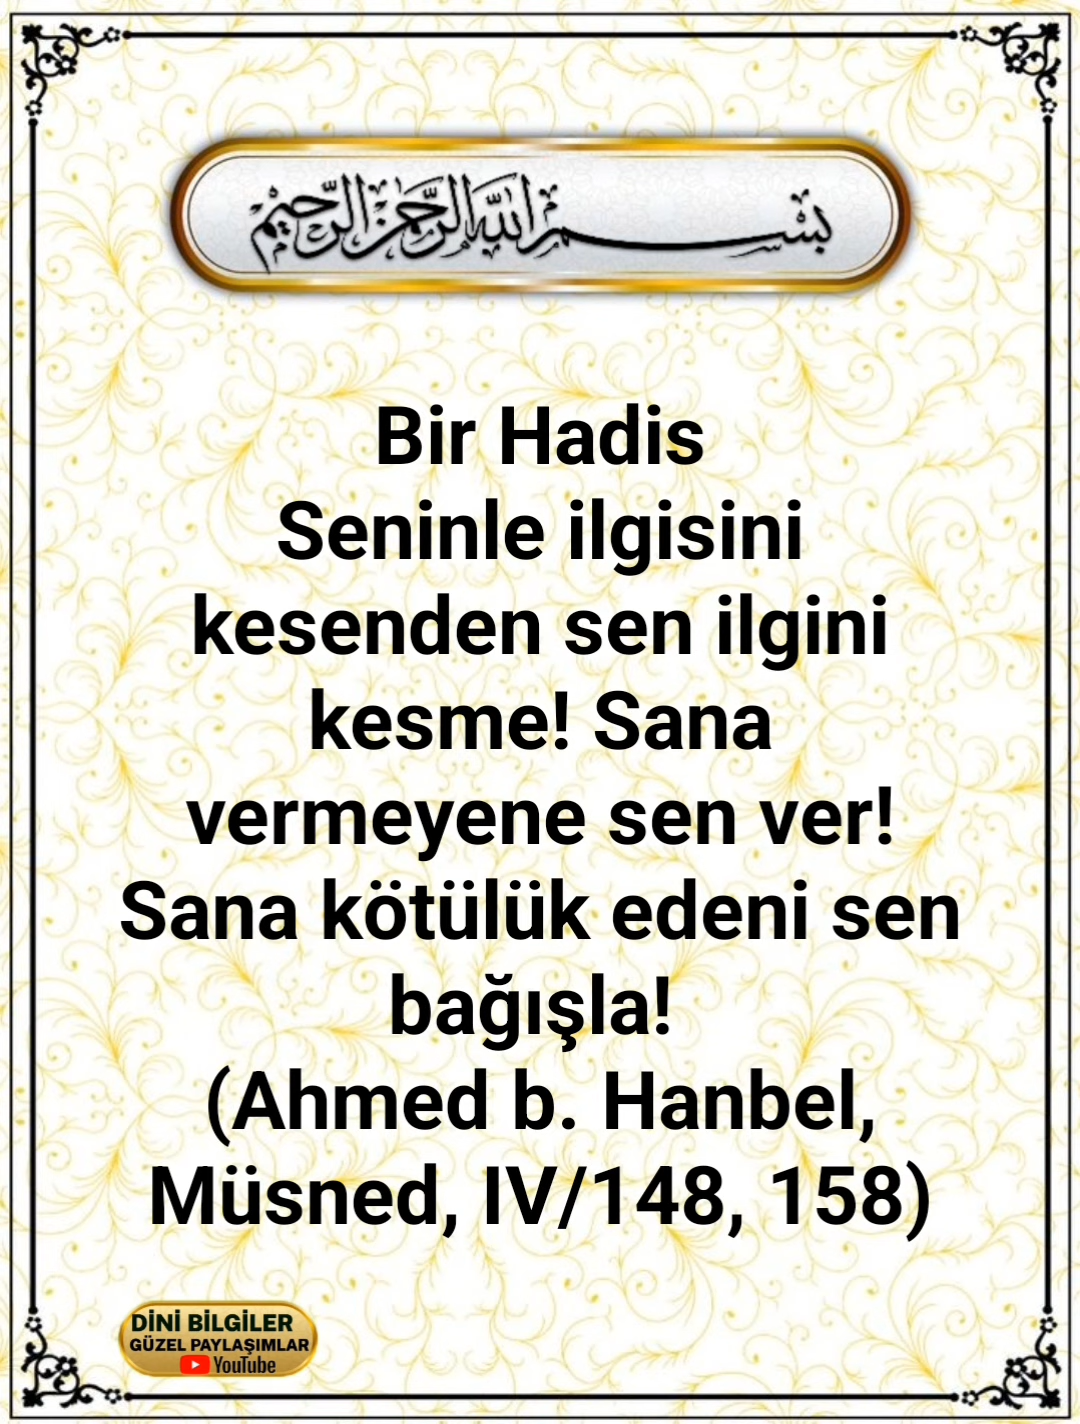 بسم الله الرحمن الرحيم
Bir Hadis
Seninle ilgisini
kesenden sen ilgini
kesme! Sana
vermeyene sen ver!
Sana kötülük edeni sen
bağışla!
(Ahmed b. Hanbel,
Müsned, IV/148, 158)
DİNİ BİLGİLER
GÜZEL PAYLAŞIMLAR
YouTube